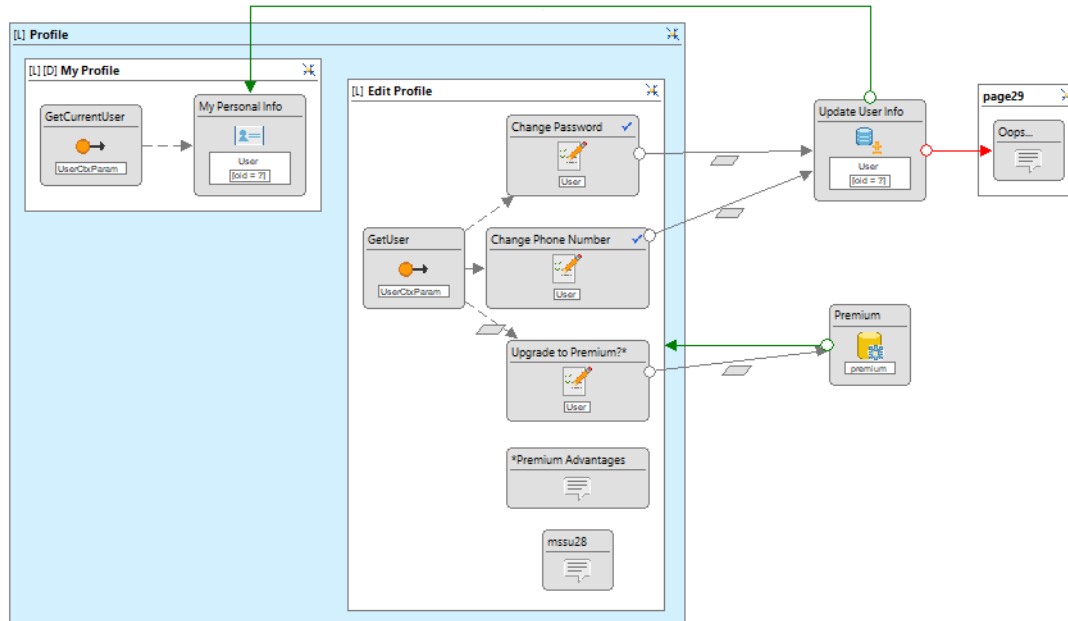 [L] Profile
[L] [D] My Profile
GetCurrentUser
UserCtxParam
My Personal Info
User
[oid = ?]
[L] Edit Profile
Change Password
User
GetUser
UserCtxParam
Change Phone Number
User
Upgrade to Premium?*
User
*Premium Advantages
mssu28
Update User Info
User
[oid = ?]
page29
Oops...
Premium
premium